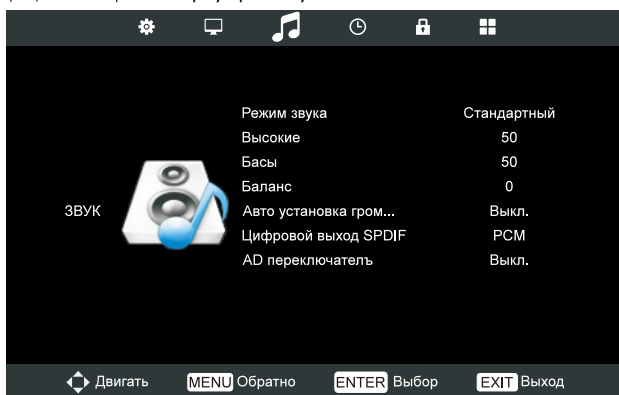 Режим звука Стандартный
Высокие 50
Басы 50
Баланс 0
ЗВУК Авто установка гром... Выкл.
Цифровой выход SPDIF PCM
AD переключателъ Выкл.
Двигать MENU Обратно ENTER Выбор EXIT Выход